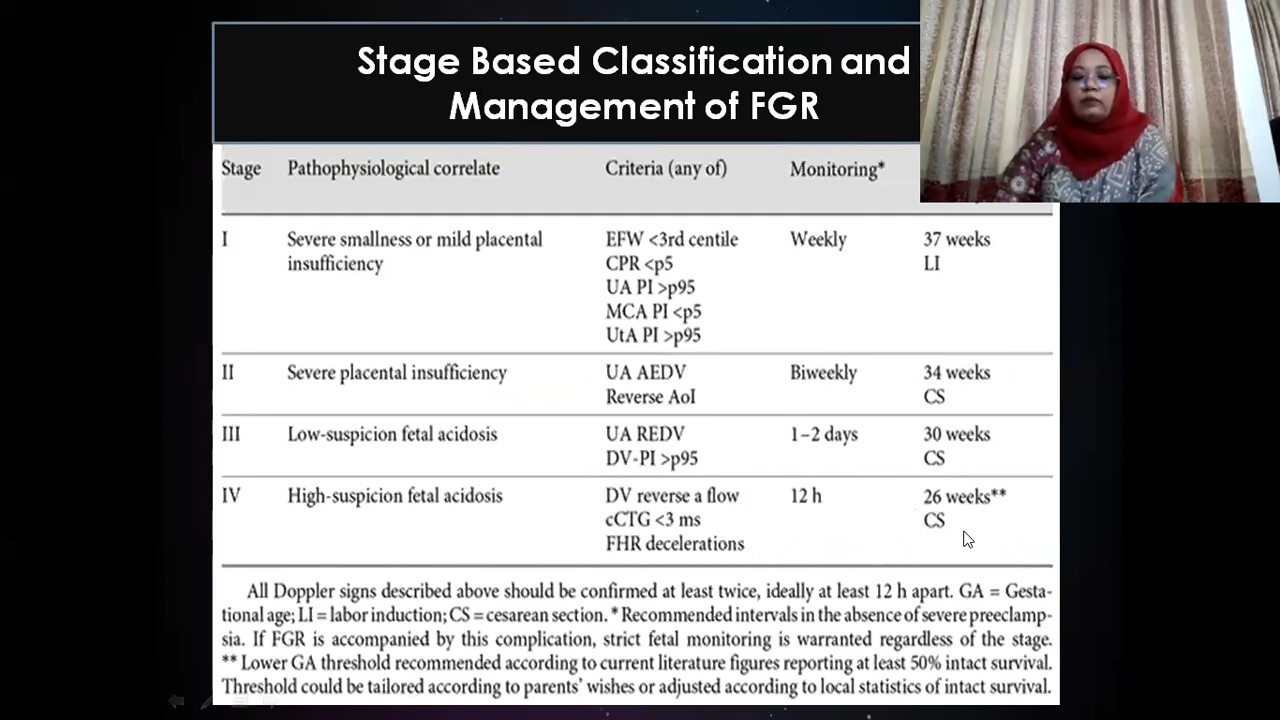 Stage Based Classification and
Management of FGR
Stage Pathophysiological correlate Criteria (any of) Monitoring*
I Severe smallness or mild placental EFW <3rd centile Weekly 37 weeks
insufficiency CPR <p5 LI
UA PI >p95
MCA PI <p5
UtA PI >p95
II Severe placental insufficiency UA AEDV Biweekly 34 weeks
Reverse AoI CS
III Low-suspicion fetal acidosis UA REDV 1–2 days 30 weeks
DV-PI >p95 CS
IV High-suspicion fetal acidosis DV reverse a flow 12 h 26 weeks**
cCTG <3 ms CS
FHR decelerations
All Doppler signs described above should be confirmed at least twice, ideally at least 12 h apart. GA = Gesta-
tional age; LI = labor induction; CS = cesarean section. * Recommended intervals in the absence of severe preeclamp-
sia. If FGR is accompanied by this complication, strict fetal monitoring is warranted regardless of the stage.
** Lower GA threshold recommended according to current literature figures reporting at least 50% intact survival.
Threshold could be tailored according to parents' wishes or adjusted according to local statistics of intact survival.